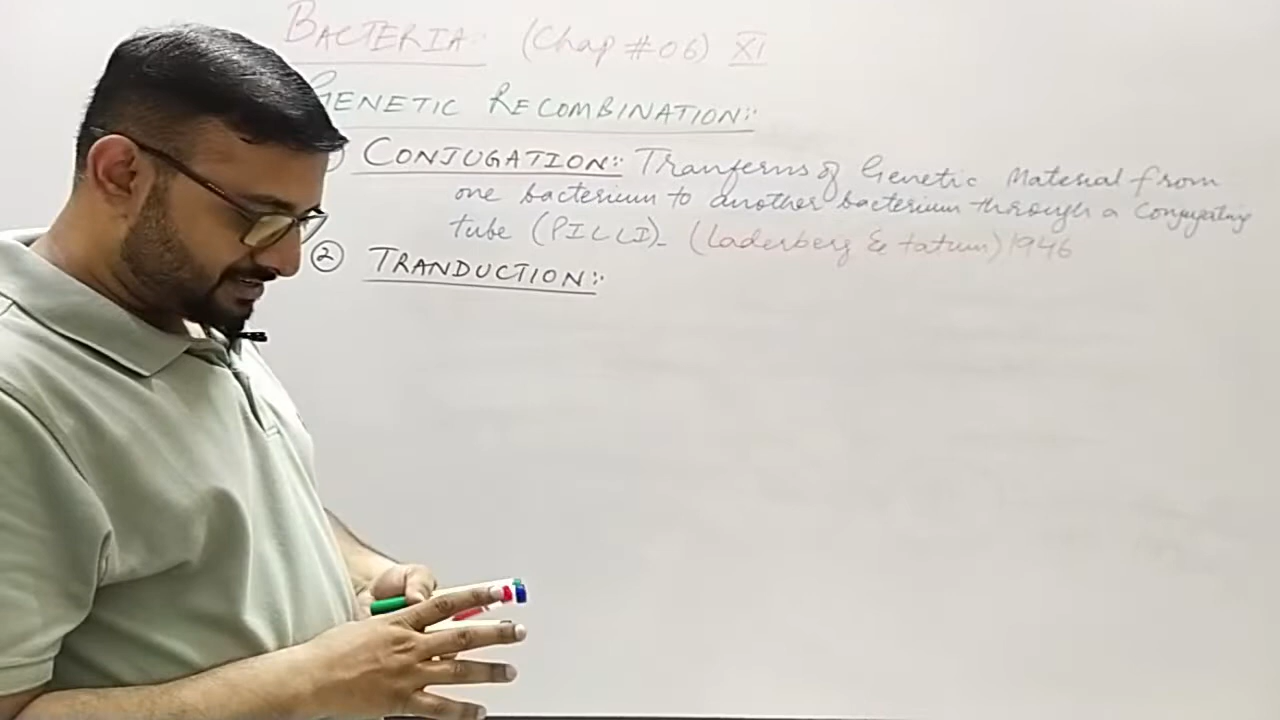 BACTERIA:- (Chap #06) XI
GENETIC RECOMBINATION:-
) CONJUGATION:- Tranferns of Genetic Material from
one bacterium to another bacterium through a Conjugating
tube (PILLI)_ (Laderberg & tatum) 1946
② TRANDUCTION:-